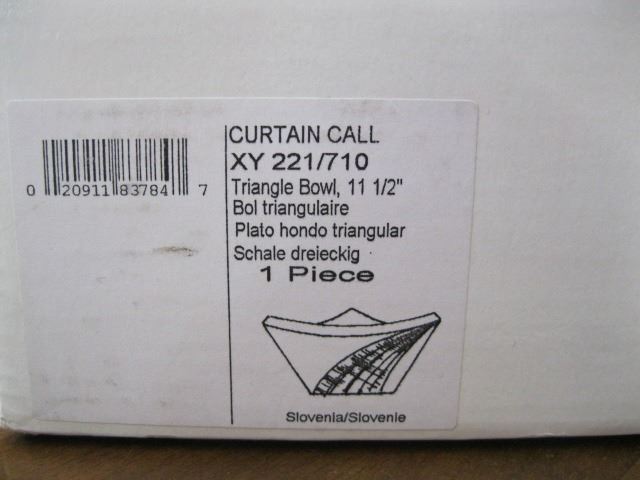 0 20911 83784 7
CURTAIN CALL
XY 221/710
Triangle Bowl, 11 1/2"
Bol triangulaire
Plato hondo triangular
Schale dreieckig
1 Piece
Slovenia/Slovenie